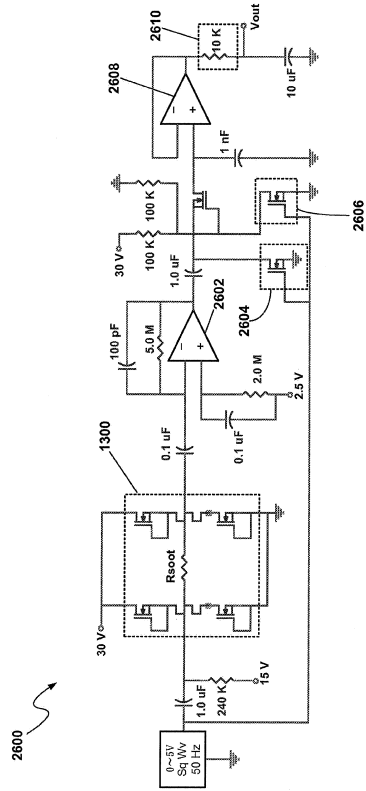 2600
0~5V
Sq Wv
50 Hz
1.0 uF
240 K
15 V
30 V
Rsoot
1300
0.1 uF
0.1 uF
2.0 M
2.5 V
100 pF
5.0 M
−
+
2602
1.0 uF
30 V
100 K
100 K
2604
2606
1 nF
−
+
2608
10 K
2610
Vout
10 uF